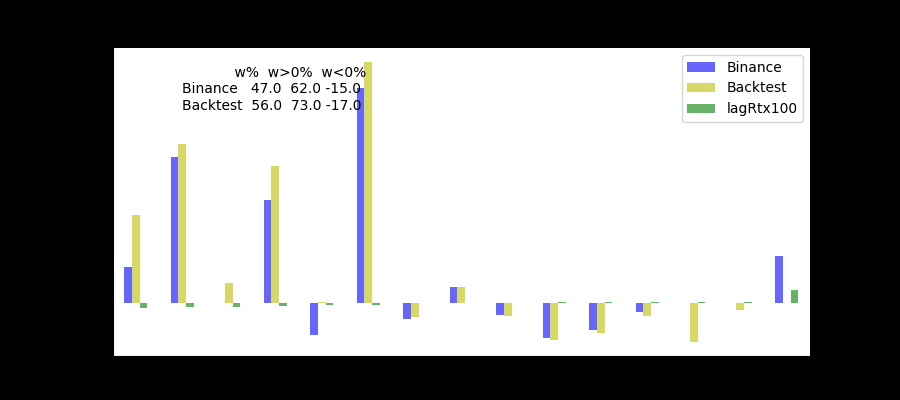 w%  w>0%  w<0%
Binance   47.0  62.0 -15.0
Backtest  56.0  73.0 -17.0
Binance
Backtest
lagRtx100